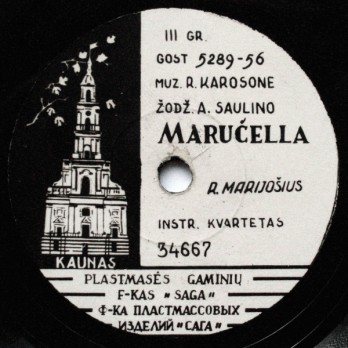 III GR.
GOST 5289-56
MUZ. R. KAROSONE
ŽODŽ. A. SAULINO
MARUČELLA
R. MARIJOŠIUS
INSTR. KVARTETAS
34667
KAUNAS
PLASTMASĖS GAMINIŲ
F-KAS "SAGA"
Ф-КА ПЛАСТМАССОВЫХ
ИЗДЕЛИЙ "САГА"